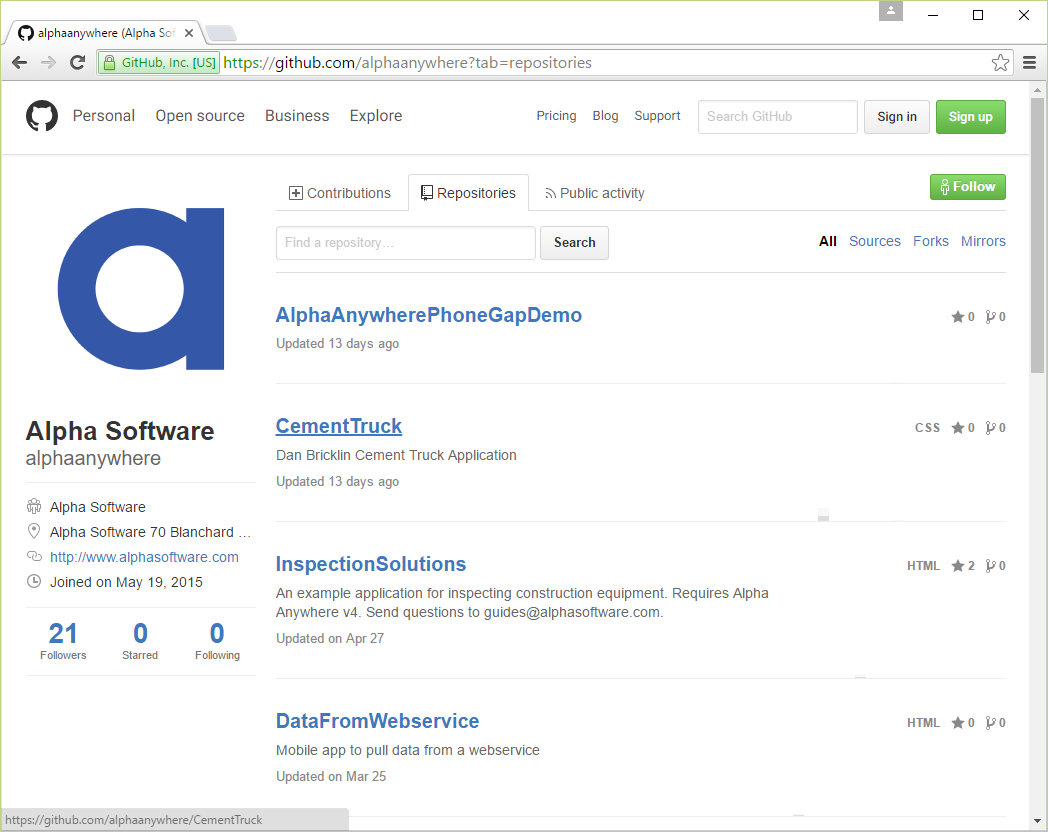 alphaanywhere (Alpha Sof
GitHub, Inc. [US] https://github.com/alphaanywhere?tab=repositories
Personal Open source Business Explore Pricing Blog Support Search GitHub Sign in Sign up
Contributions Repositories Public activity Follow
Find a repository… Search All Sources Forks Mirrors
AlphaAnywherePhoneGapDemo 0 0
Updated 13 days ago
CementTruck CSS 0 0
Dan Bricklin Cement Truck Application
Updated 13 days ago
InspectionSolutions HTML 2 0
An example application for inspecting construction equipment. Requires Alpha
Anywhere v4. Send questions to guides@alphasoftware.com.
Updated on Apr 27
DataFromWebservice HTML 0 0
Mobile app to pull data from a webservice
Updated on Mar 25
Alpha Software
alphaanywhere
Alpha Software
Alpha Software 70 Blanchard …
http://www.alphasoftware.com
Joined on May 19, 2015
21 0 0
Followers Starred Following
https://github.com/alphaanywhere/CementTruck